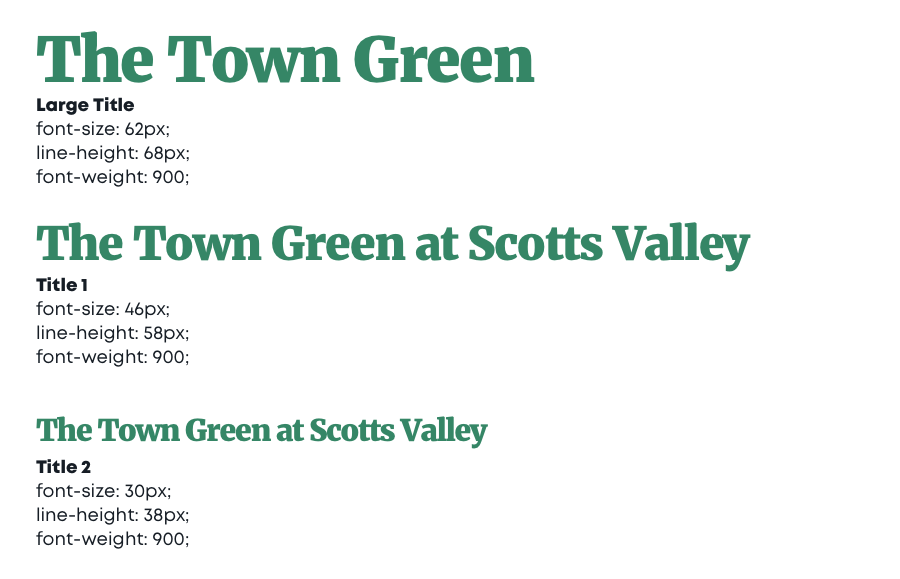 The Town Green
Large Title
font-size: 62px;
line-height: 68px;
font-weight: 900;
The Town Green at Scotts Valley
Title 1
font-size: 46px;
line-height: 58px;
font-weight: 900;
The Town Green at Scotts Valley
Title 2
font-size: 30px;
line-height: 38px;
font-weight: 900;